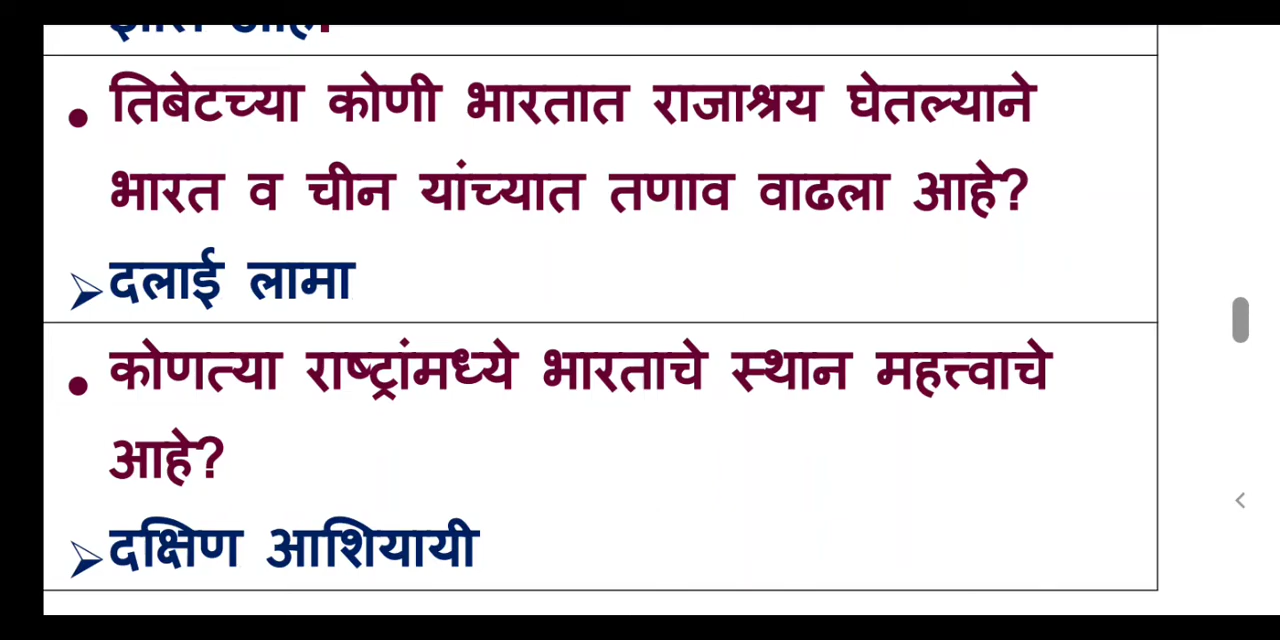 तिबेटच्या कोणी भारतात राजाश्रय घेतल्याने
भारत व चीन यांच्यात तणाव वाढला आहे?
दलाई लामा
कोणत्या राष्ट्रांमध्ये भारताचे स्थान महत्त्वाचे
आहे?
दक्षिण आशियायी